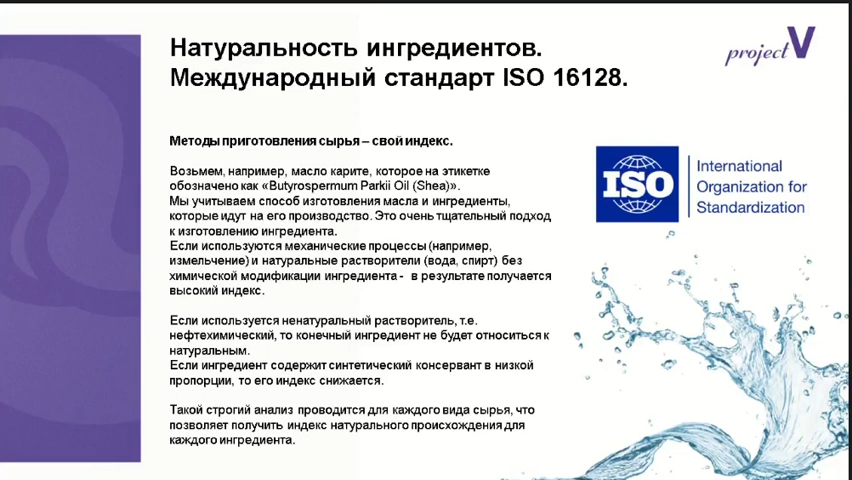 Натуральность ингредиентов.
Международный стандарт ISO 16128.
project V
Методы приготовления сырья – свой индекс.
Возьмем, например, масло карите, которое на этикетке
обозначено как «Butyrospermum Parkii Oil (Shea)».
Мы учитываем способ изготовления масла и ингредиенты,
которые идут на его производство. Это очень тщательный подход
к изготовлению ингредиента.
Если используются механические процессы (например,
измельчение) и натуральные растворители (вода, спирт) без
химической модификации ингредиента - в результате получается
высокий индекс.
Если используется ненатуральный растворитель, т.е.
нефтехимический, то конечный ингредиент не будет относиться к
натуральным.
Если ингредиент содержит синтетический консервант в низкой
пропорции, то его индекс снижается.
Такой строгий анализ проводится для каждого вида сырья, что
позволяет получить индекс натурального происхождения для
каждого ингредиента.
ISO
International
Organization for
Standardization